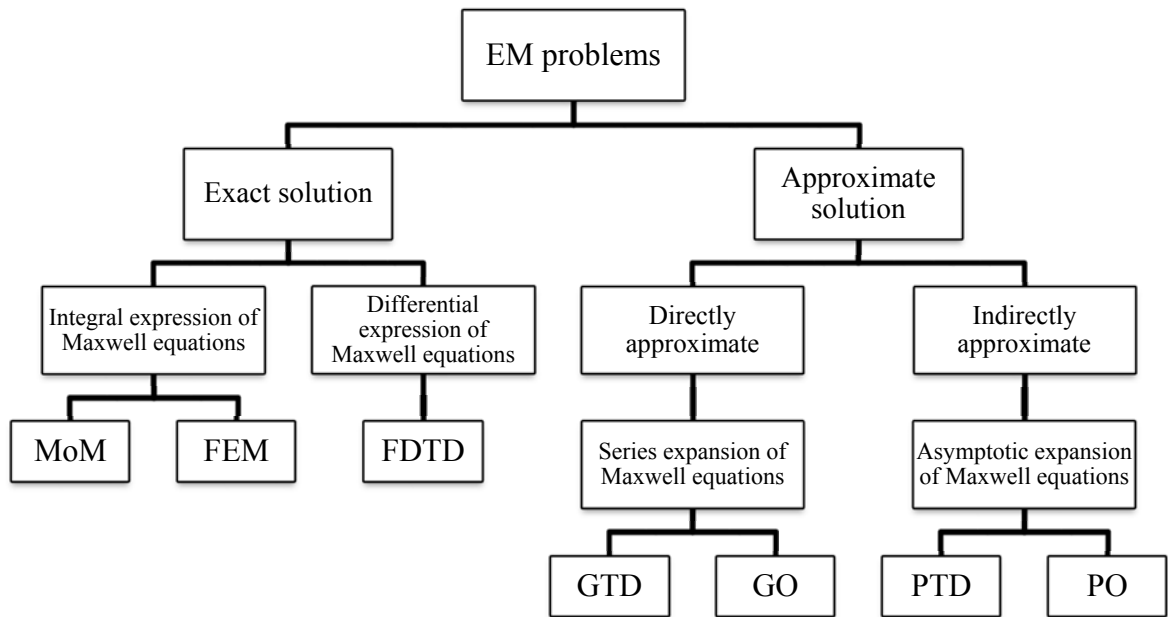 EM problems
Exact solution
Approximate
solution
Integral expression of
Maxwell equations
Differential
expression of
Maxwell equations
Directly
approximate
Indirectly
approximate
MoM
FEM
FDTD
Series expansion of
Maxwell equations
Asymptotic expansion
of Maxwell equations
GTD
GO
PTD
PO